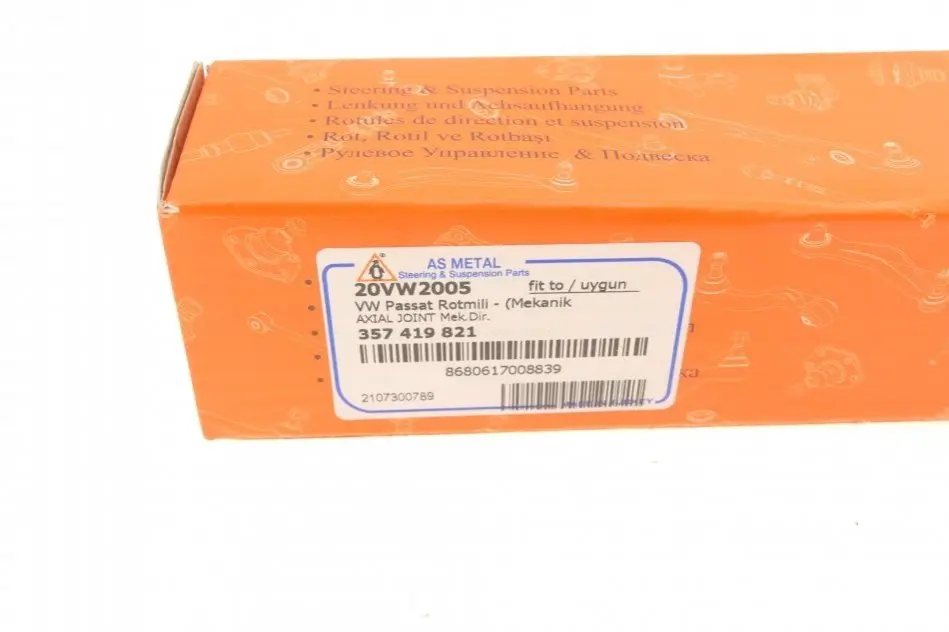 • Steering & Suspension Parts
• Lenkung und Achsaufhangung
• Rotules de direction et suspension
• Rot, Rotil ve Rotbaşı
• Рулевое Управление & Подвеска
AS METAL
Steering & Suspension Parts
20VW2005 fit to / uygun
VW Passat Rotmili - (Mekanik
AXIAL JOINT Mek.Dir.
357 419 821
8680617008839
2107300789